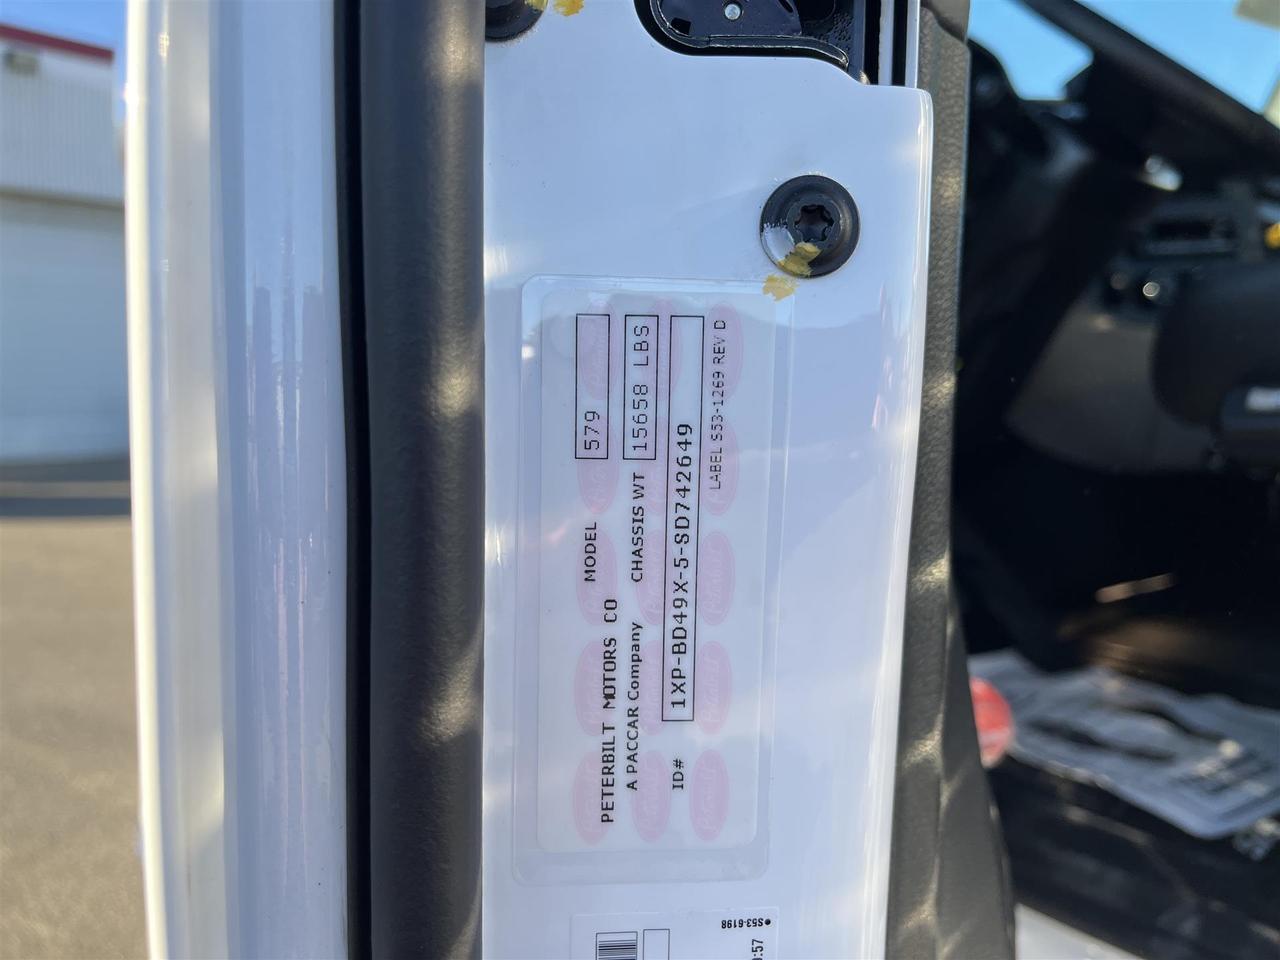 PETERBILT MOTORS CO MODEL 579
A PACCAR Company CHASSIS WT 15658 LBS
ID# 1XP-BD49X-5-SD742649
LABEL S53-1269 REV D
S53-6198
:57